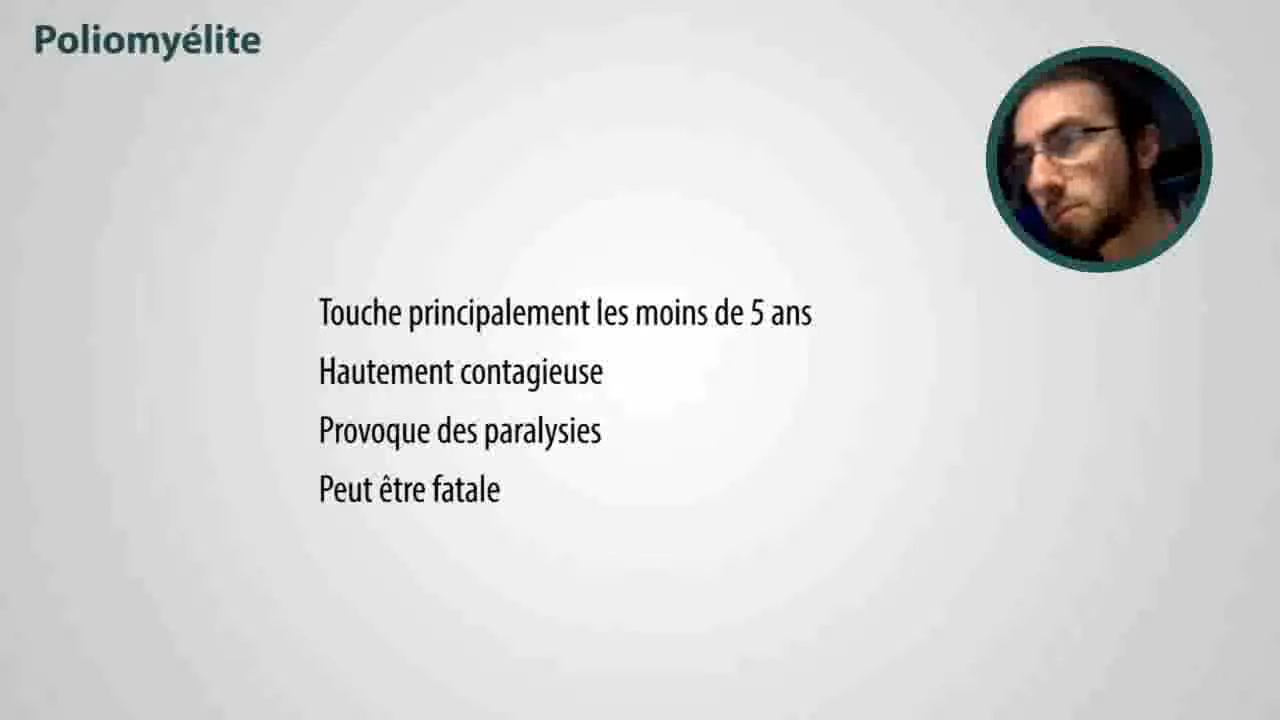 Poliomyélite
Touche principalement les moins de 5 ans
Hautement contagieuse
Provoque des paralysies
Peut être fatale